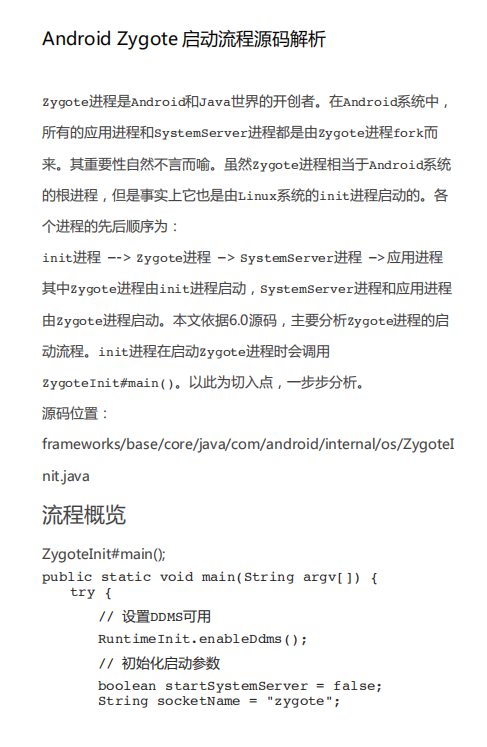 Android Zygote 启动流程源码解析
Zygote进程是Android和Java世界的开创者。在Android系统中，
所有的应用进程和SystemServer进程都是由Zygote进程fork而
来。其重要性自然不言而喻。虽然Zygote进程相当于Android系统
的根进程，但是事实上它也是由Linux系统的init进程启动的。各
个进程的先后顺序为：
init进程 –-> Zygote进程 –> SystemServer进程 –>应用进程
其中Zygote进程由init进程启动，SystemServer进程和应用进程
由Zygote进程启动。本文依据6.0源码，主要分析Zygote进程的启
动流程。init进程在启动Zygote进程时会调用
ZygoteInit#main()。以此为切入点，一步步分析。
源码位置：
frameworks/base/core/java/com/android/internal/os/ZygoteI
nit.java
流程概览
ZygoteInit#main();
public static void main(String argv[]) {
try {
// 设置DDMS可用
RuntimeInit.enableDdms();
// 初始化启动参数
boolean startSystemServer = false;
String socketName = "zygote";